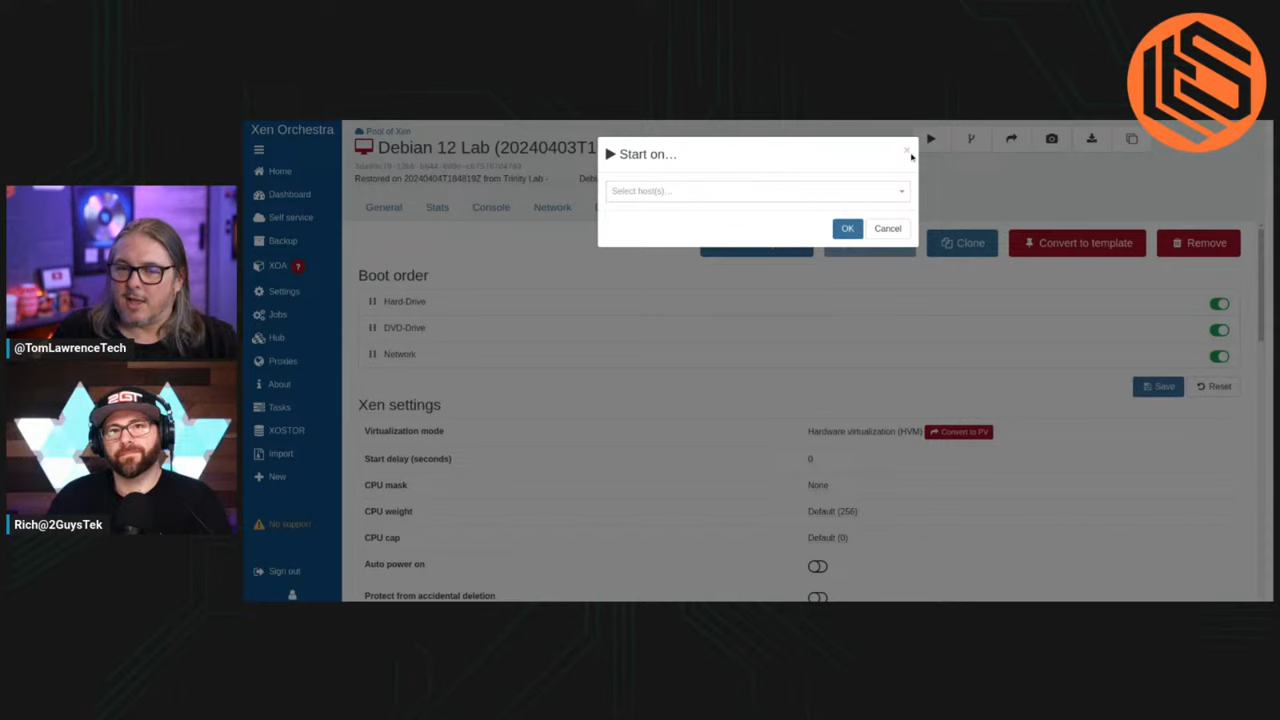 Xen Orchestra
Home
Dashboard
Self service
Backup
XOA ?
Settings
Jobs
Hub
Proxies
About
Tasks
XOSTOR
Import
New
No support
Sign out
Pool of Xen
Debian 12 Lab (20240403T1
Restored on 20240404T184819Z from Trinity Lab -
General Stats Console Network
Start on...
×
Select host(s)...
OK Cancel
Clone Convert to template Remove
Boot order
Hard-Drive
DVD-Drive
Network
Save Reset
Xen settings
Virtualization mode Hardware virtualization (HVM) Convert to PV
Start delay (seconds) 0
CPU mask None
CPU weight Default (256)
CPU cap Default (0)
Auto power on
Protect from accidental deletion
@TomLawrenceTech
2GT
Rich@2GuysTek